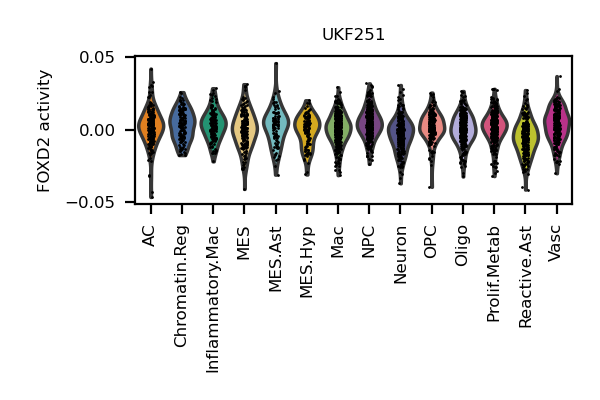 UKF251
FOXD2 activity
0.05
0.00
−0.05
AC
Chromatin.Reg
Inflammatory.Mac
MES
MES.Ast
MES.Hyp
Mac
NPC
Neuron
OPC
Oligo
Prolif.Metab
Reactive.Ast
Vasc